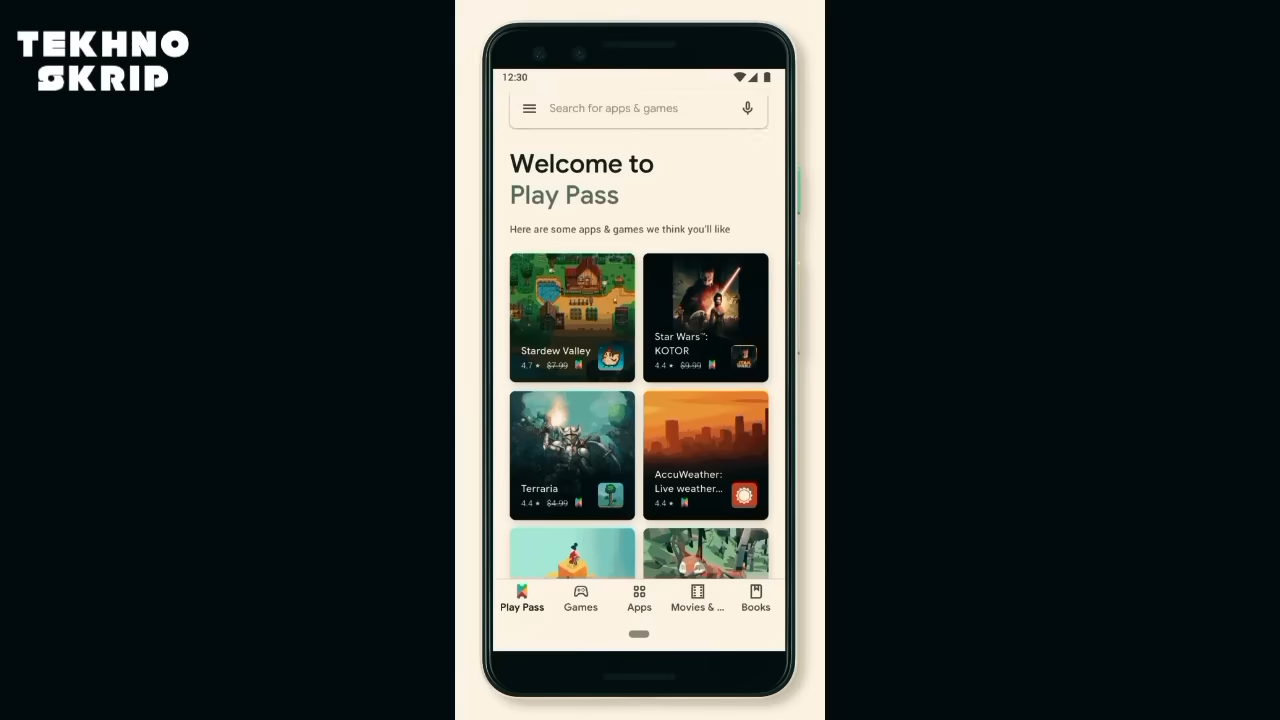 TEKHNO
SKRIP
12:30
Search for apps & games
Welcome to
Play Pass
Here are some apps & games we think you'll like
Stardew Valley
4.7 ★ $7.99
Star Wars™:
KOTOR
4.4 ★ $9.99
Terraria
4.4 ★ $4.99
AccuWeather:
Live weather...
4.4 ★
Play Pass
Games
Apps
Movies & ...
Books